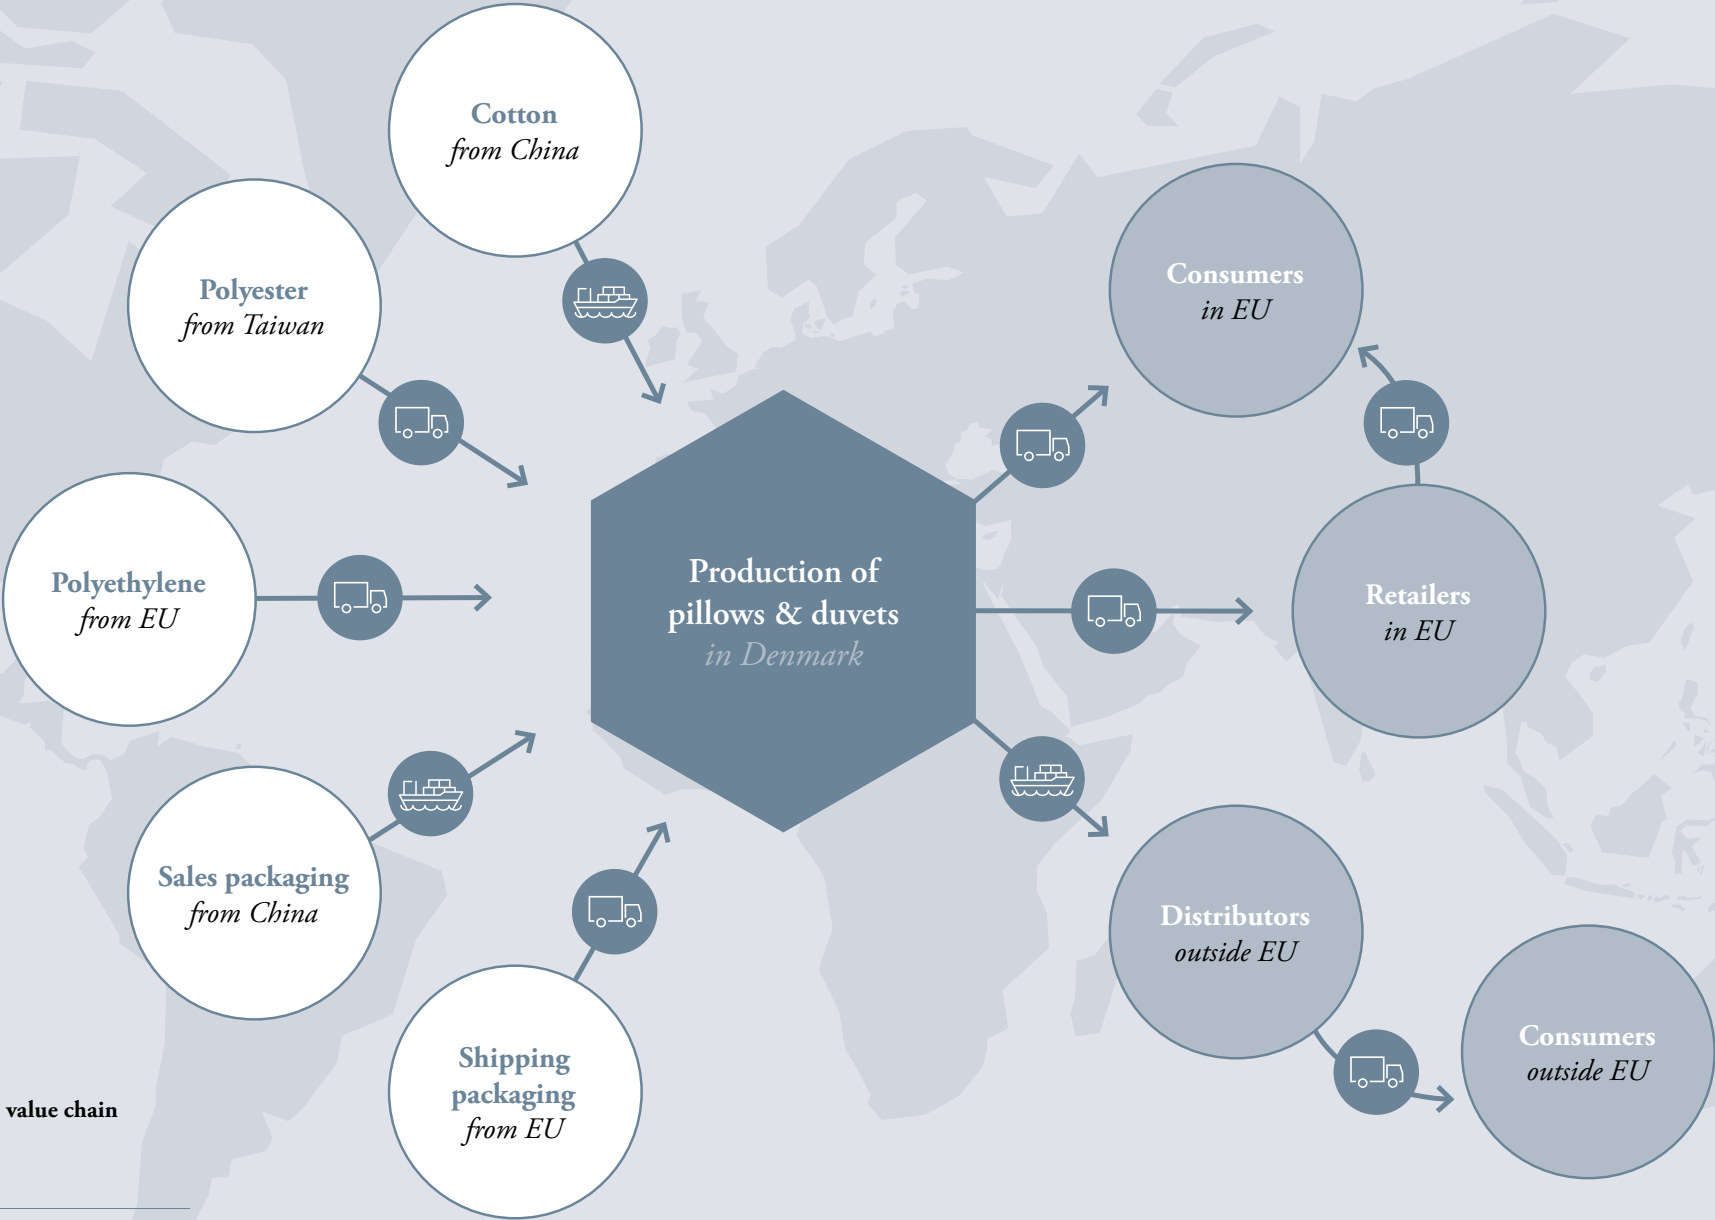 Cotton
from China
Polyester
from Taiwan
Polyethylene
from EU
Sales packaging
from China
Shipping
packaging
from EU
Production of
pillows & duvets
in Denmark
Consumers
in EU
Retailers
in EU
Distributors
outside EU
Consumers
outside EU
value chain